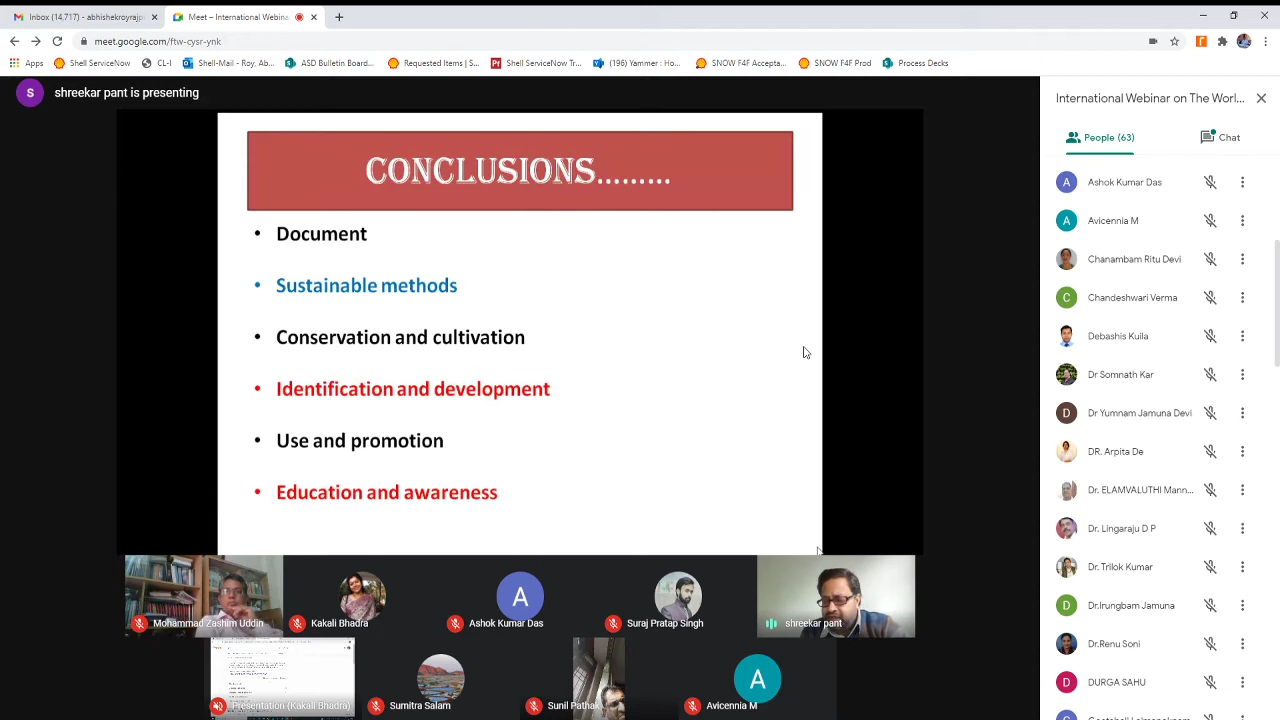 Inbox (14,717) - abhishekroyrajp
Meet – International Webina
meet.google.com/ftw-cysr-ynk
Apps
Shell ServiceNow
CL-I
Shell-Mail - Roy, Ab...
ASD Bulletin Board...
Requested Items | S...
Shell ServiceNow Tr...
(196) Yammer : Ho...
SNOW F4F Accepta...
SNOW F4F Prod
Process Decks
S
shreekar pant is presenting
CONCLUSIONS.........
• Document
• Sustainable methods
• Conservation and cultivation
• Identification and development
• Use and promotion
• Education and awareness
Mohammad Zashim Uddin
Kakali Bhadra
A
Ashok Kumar Das
Suraj Pratap Singh
shreekar pant
Presentation (Kakali Bhadra)
Sumitra Salam
Sunil Pathak
A
Avicennia M
International Webinar on The Worl...
People (63)
Chat
A
Ashok Kumar Das
A
Avicennia M
Chanambam Ritu Devi
C
Chandeshwari Verma
Debashis Kuila
Dr Somnath Kar
D
Dr Yumnam Jamuna Devi
DR. Arpita De
Dr. ELAMVALUTHI Mann...
Dr. Lingaraju D P
Dr. Trilok Kumar
D
Dr.Irungbam Jamuna
Dr.Renu Soni
D
DURGA SAHU